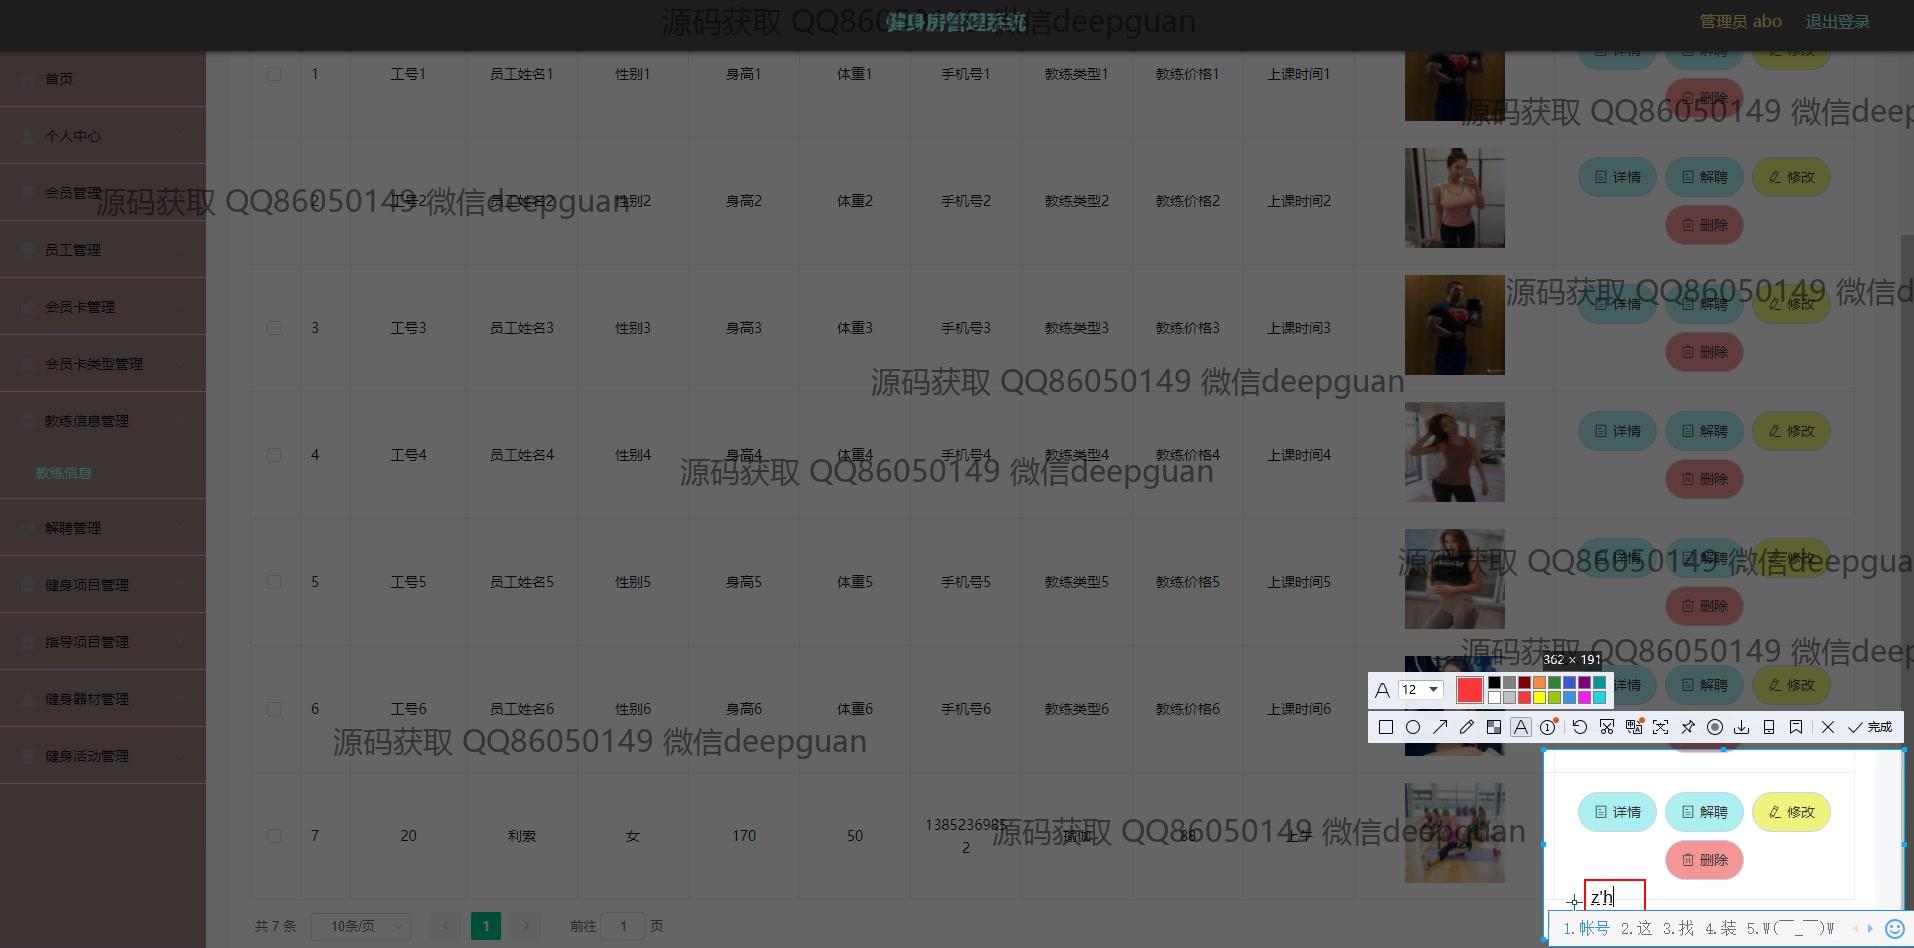 源码获取 QQ86050149 微信deepguan
健身房管理系统
管理员 abo 退出登录
首页
个人中心
会员管理
员工管理
会员卡管理
会员卡类型管理
教练信息管理
教练信息
解聘管理
健身项目管理
指导项目管理
健身器材管理
健身活动管理
1 工号1 员工姓名1 性别1 身高1 体重1 手机号1 教练类型1 教练价格1 上课时间1 详情 解聘 修改
删除
源码获取 QQ86050149 微信deep
2 工号2 员工姓名2 性别2 身高2 体重2 手机号2 教练类型2 教练价格2 上课时间2 详情 解聘 修改
删除
源码获取 QQ86050149 微信deepguan
源码获取 QQ86050149 微信d
3 工号3 员工姓名3 性别3 身高3 体重3 手机号3 教练类型3 教练价格3 上课时间3 详情 解聘 修改
删除
源码获取 QQ86050149 微信deepguan
4 工号4 员工姓名4 性别4 身高4 体重4 手机号4 教练类型4 教练价格4 上课时间4 详情 解聘 修改
删除
源码获取 QQ86050149 微信deepguan
5 工号5 员工姓名5 性别5 身高5 体重5 手机号5 教练类型5 教练价格5 上课时间5 详情 解聘 修改
删除
源码获取 QQ86050149 微信deepgua
源码获取 QQ86050149 微信deep
362 × 191
A 12
A 完成
6 工号6 员工姓名6 性别6 身高6 体重6 手机号6 教练类型6 教练价格6 上课时间6 详情 解聘 修改
源码获取 QQ86050149 微信deepguan
7 20 利索 女 170 50 13852369852 瑜伽 88 上午 详情 解聘 修改
删除
源码获取 QQ86050149 微信deepguan
z'h
1.帐号 2.这 3.找 4.装 5.W(￣_￣)W
共 7 条 10条/页 1 前往 1 页